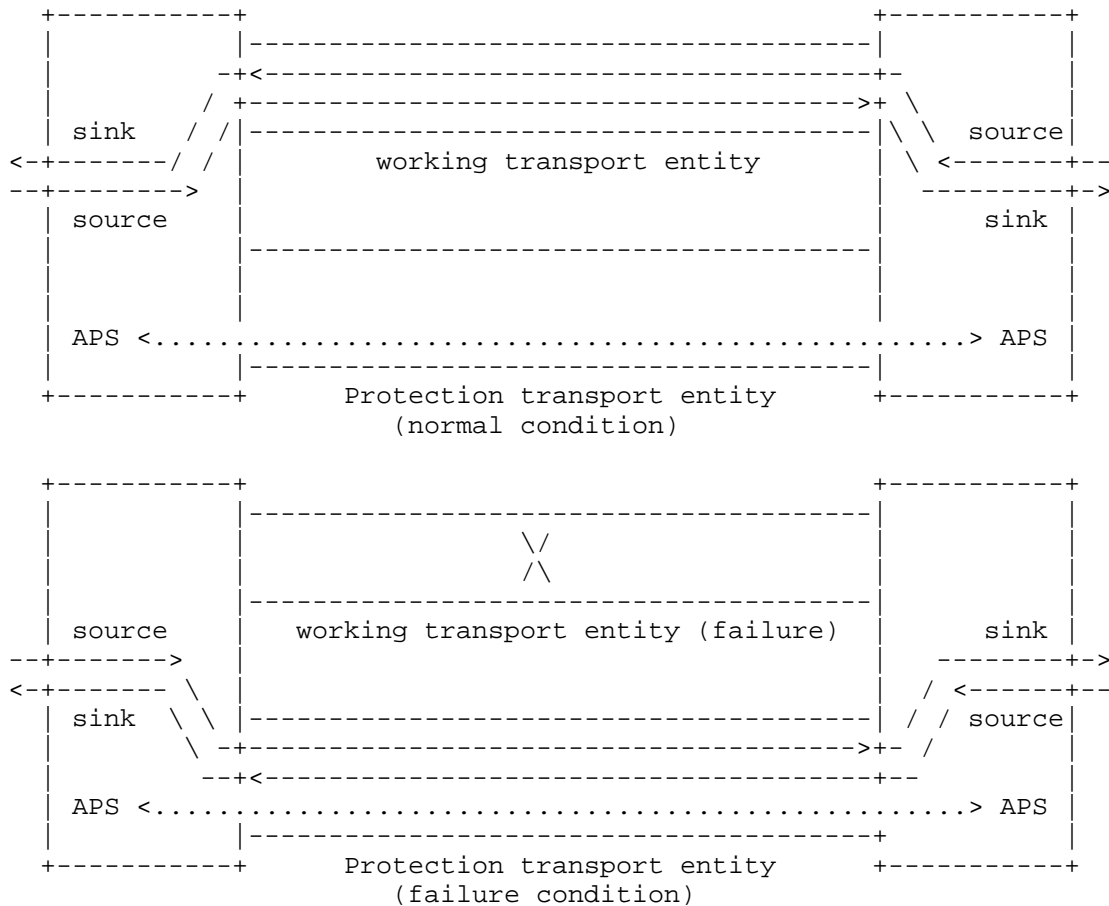 sink source
working transport entity
source sink
APS APS
Protection transport entity
(normal condition)
source working transport entity (failure) sink
sink source
APS APS
Protection transport entity
(failure condition)